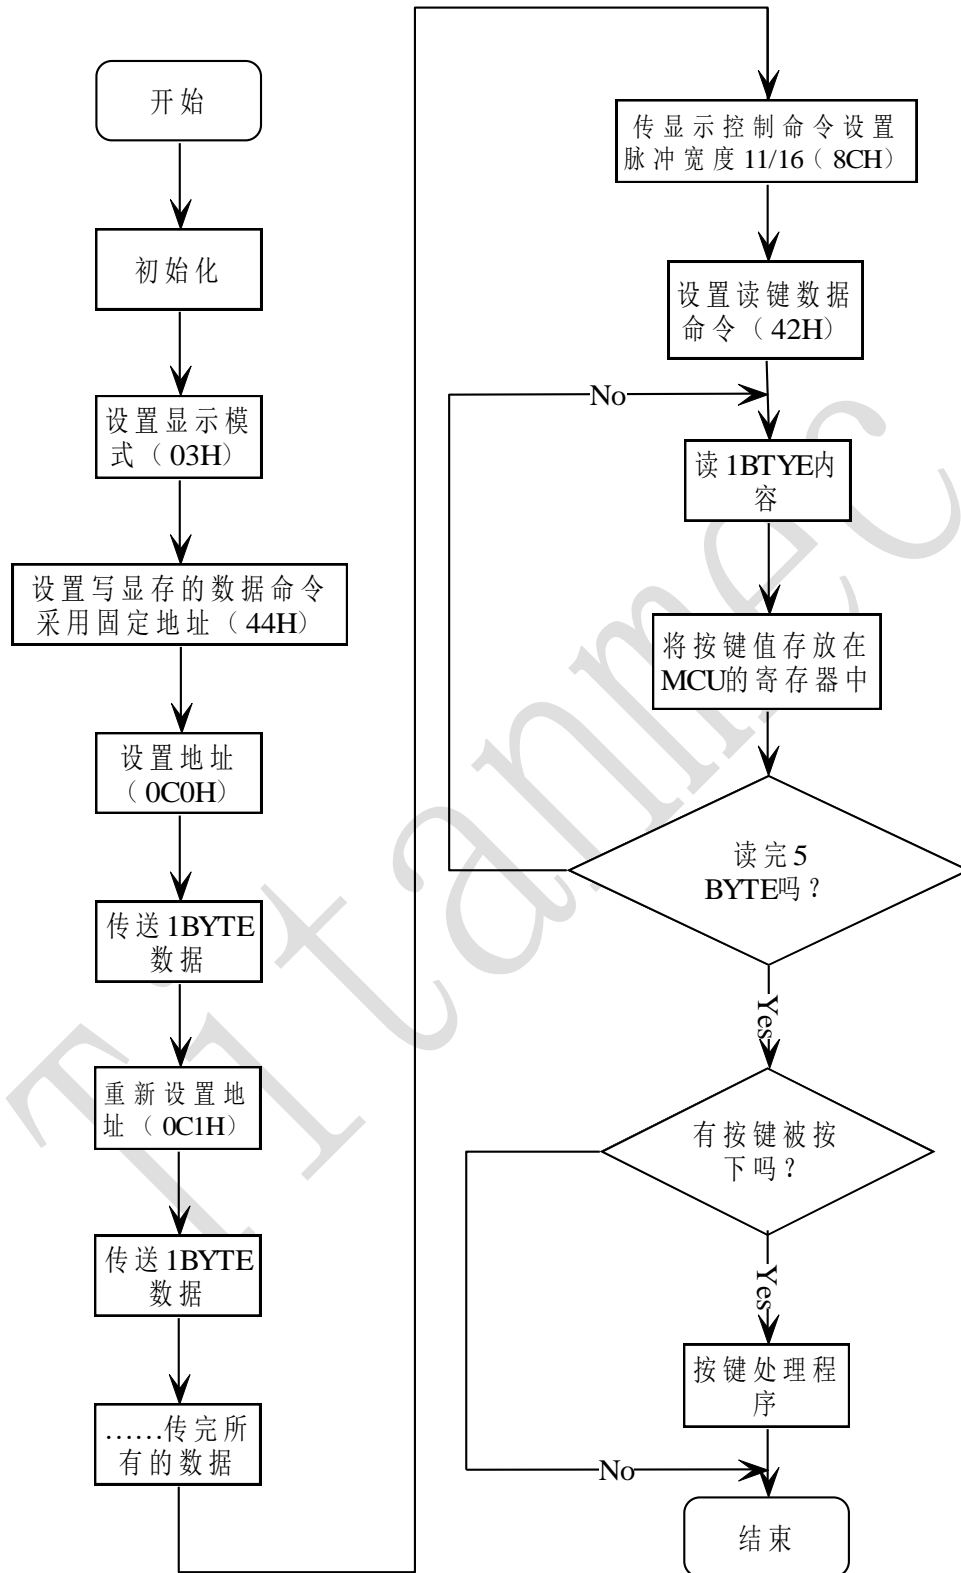 开始
初始化
设置显示模
式（03H）
设置写显存的数据命令
采用固定地址（44H）
设置地址
（0C0H）
传送1BYTE
数据
重新设置地
址（0C1H）
传送1BYTE
数据
……传完所
有的数据
传显示控制命令设置
脉冲宽度11/16（8CH）
设置读键数据
命令（42H）
No
读1BTYE内
容
将按键值存放在
MCU的寄存器中
读完5
BYTE吗？
Yes
有按键被按
下吗？
Yes
按键处理程
序
No
结束
Titanmec